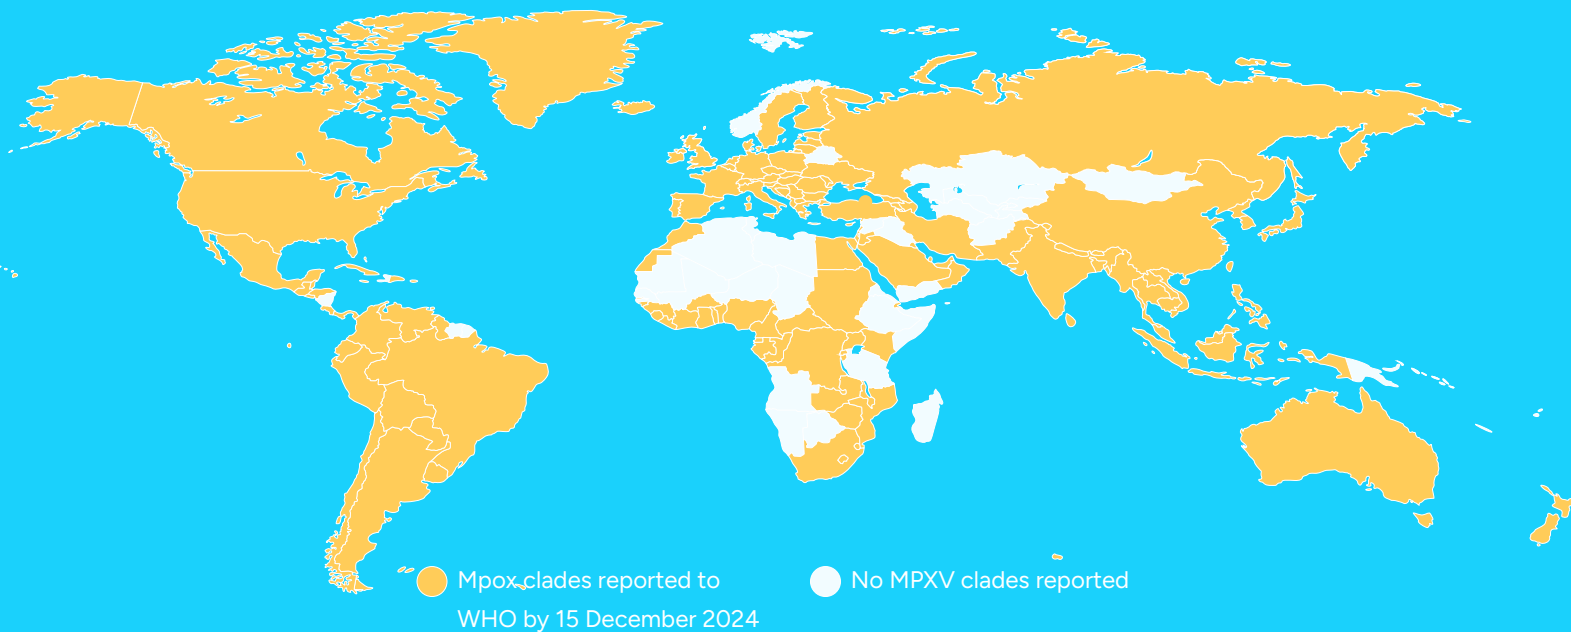 Mpox clades reported to
WHO by 15 December 2024
No MPXV clades reported